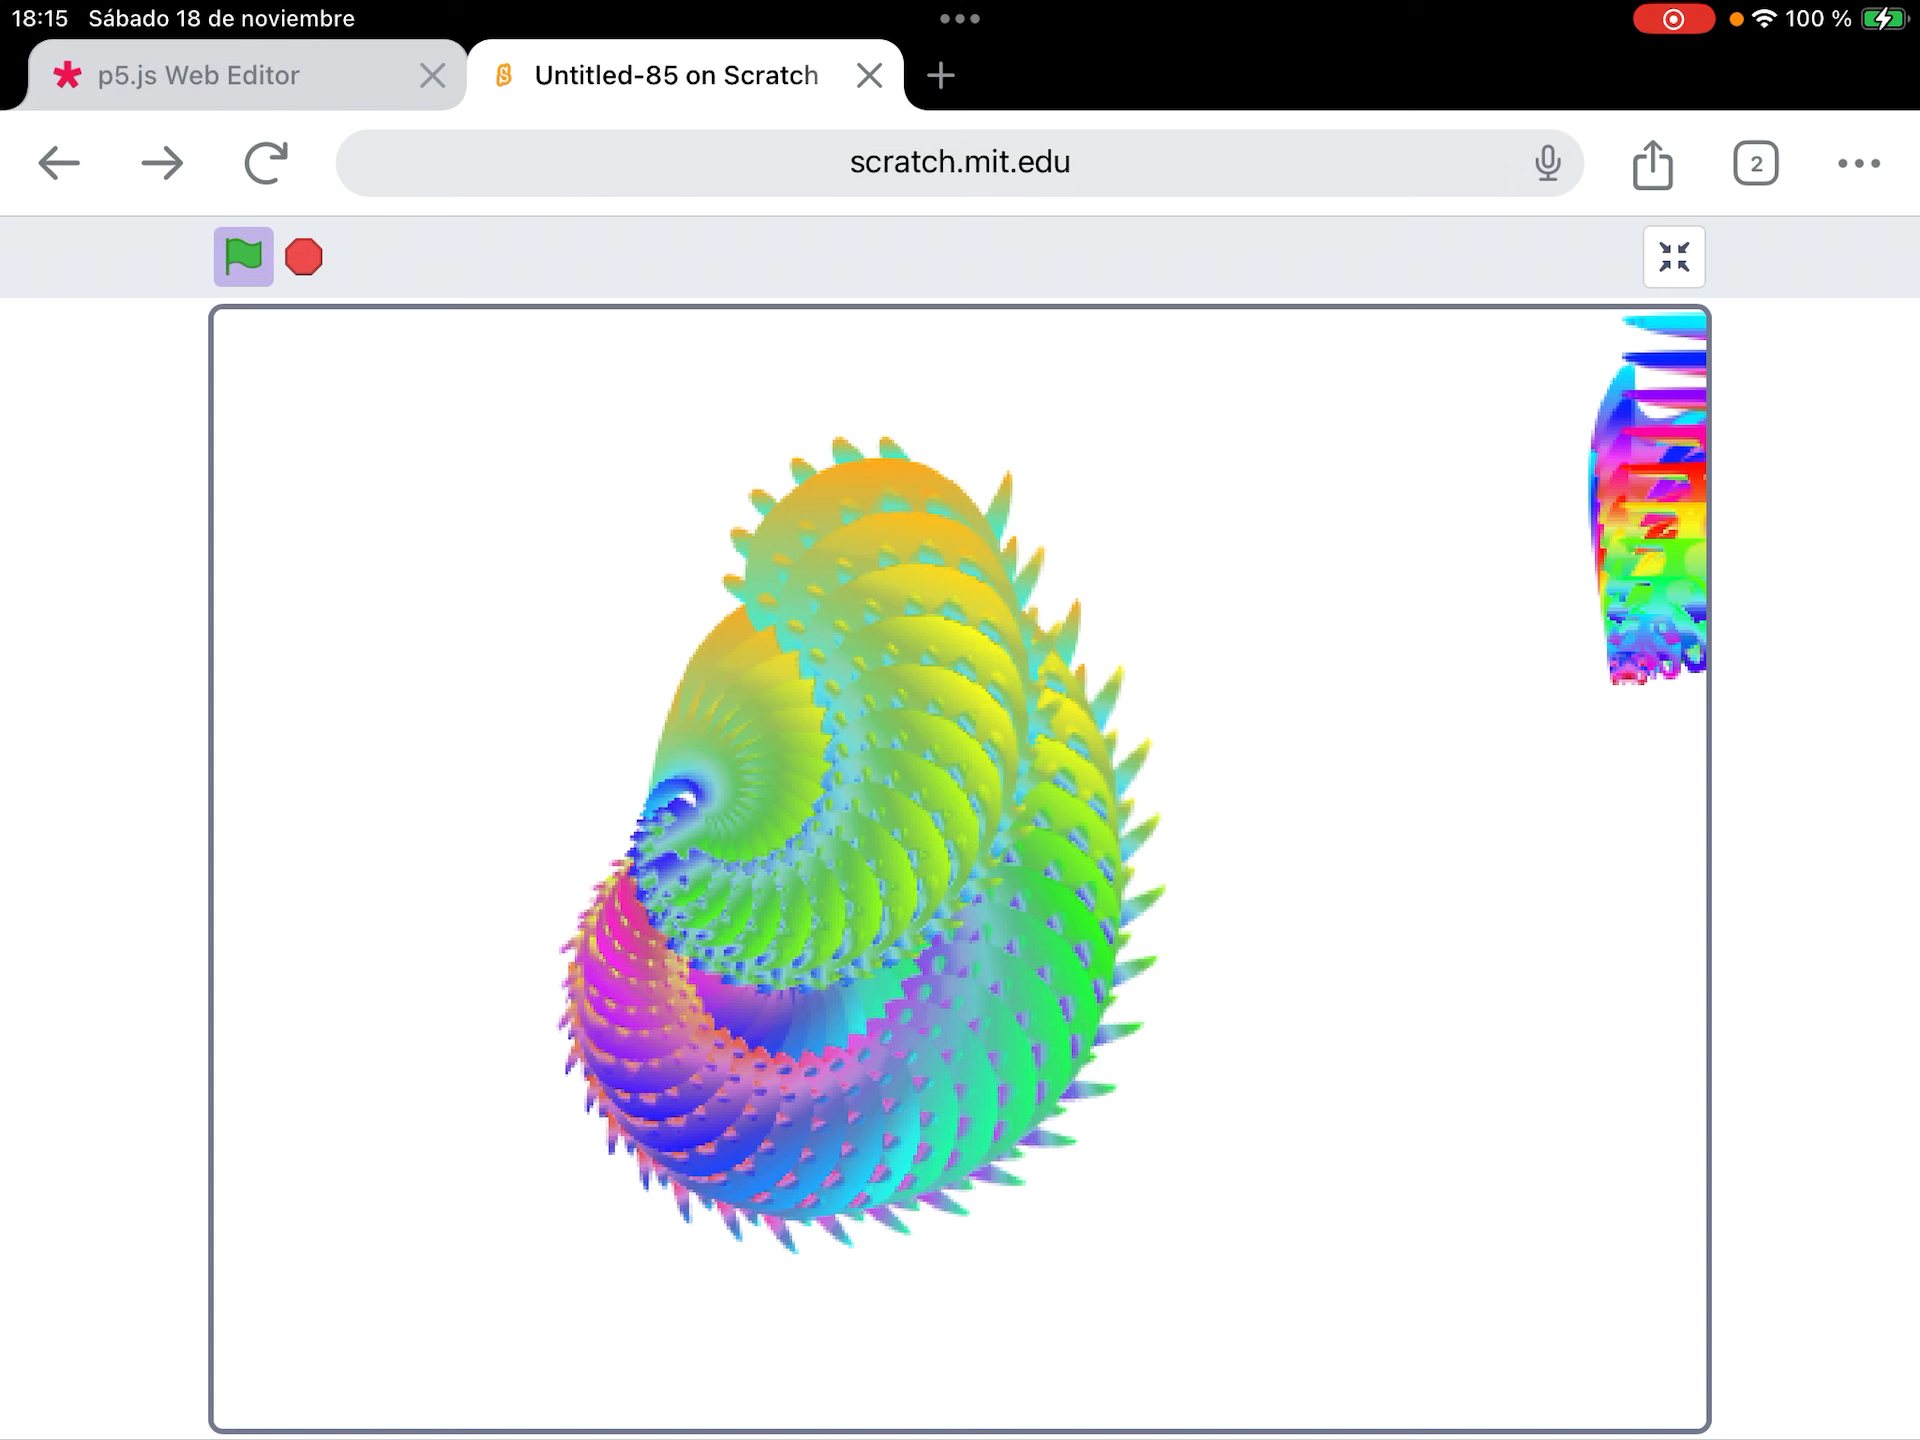 18:15 Sábado 18 de noviembre
100 %
p5.js Web Editor
Untitled-85 on Scratch
scratch.mit.edu
2